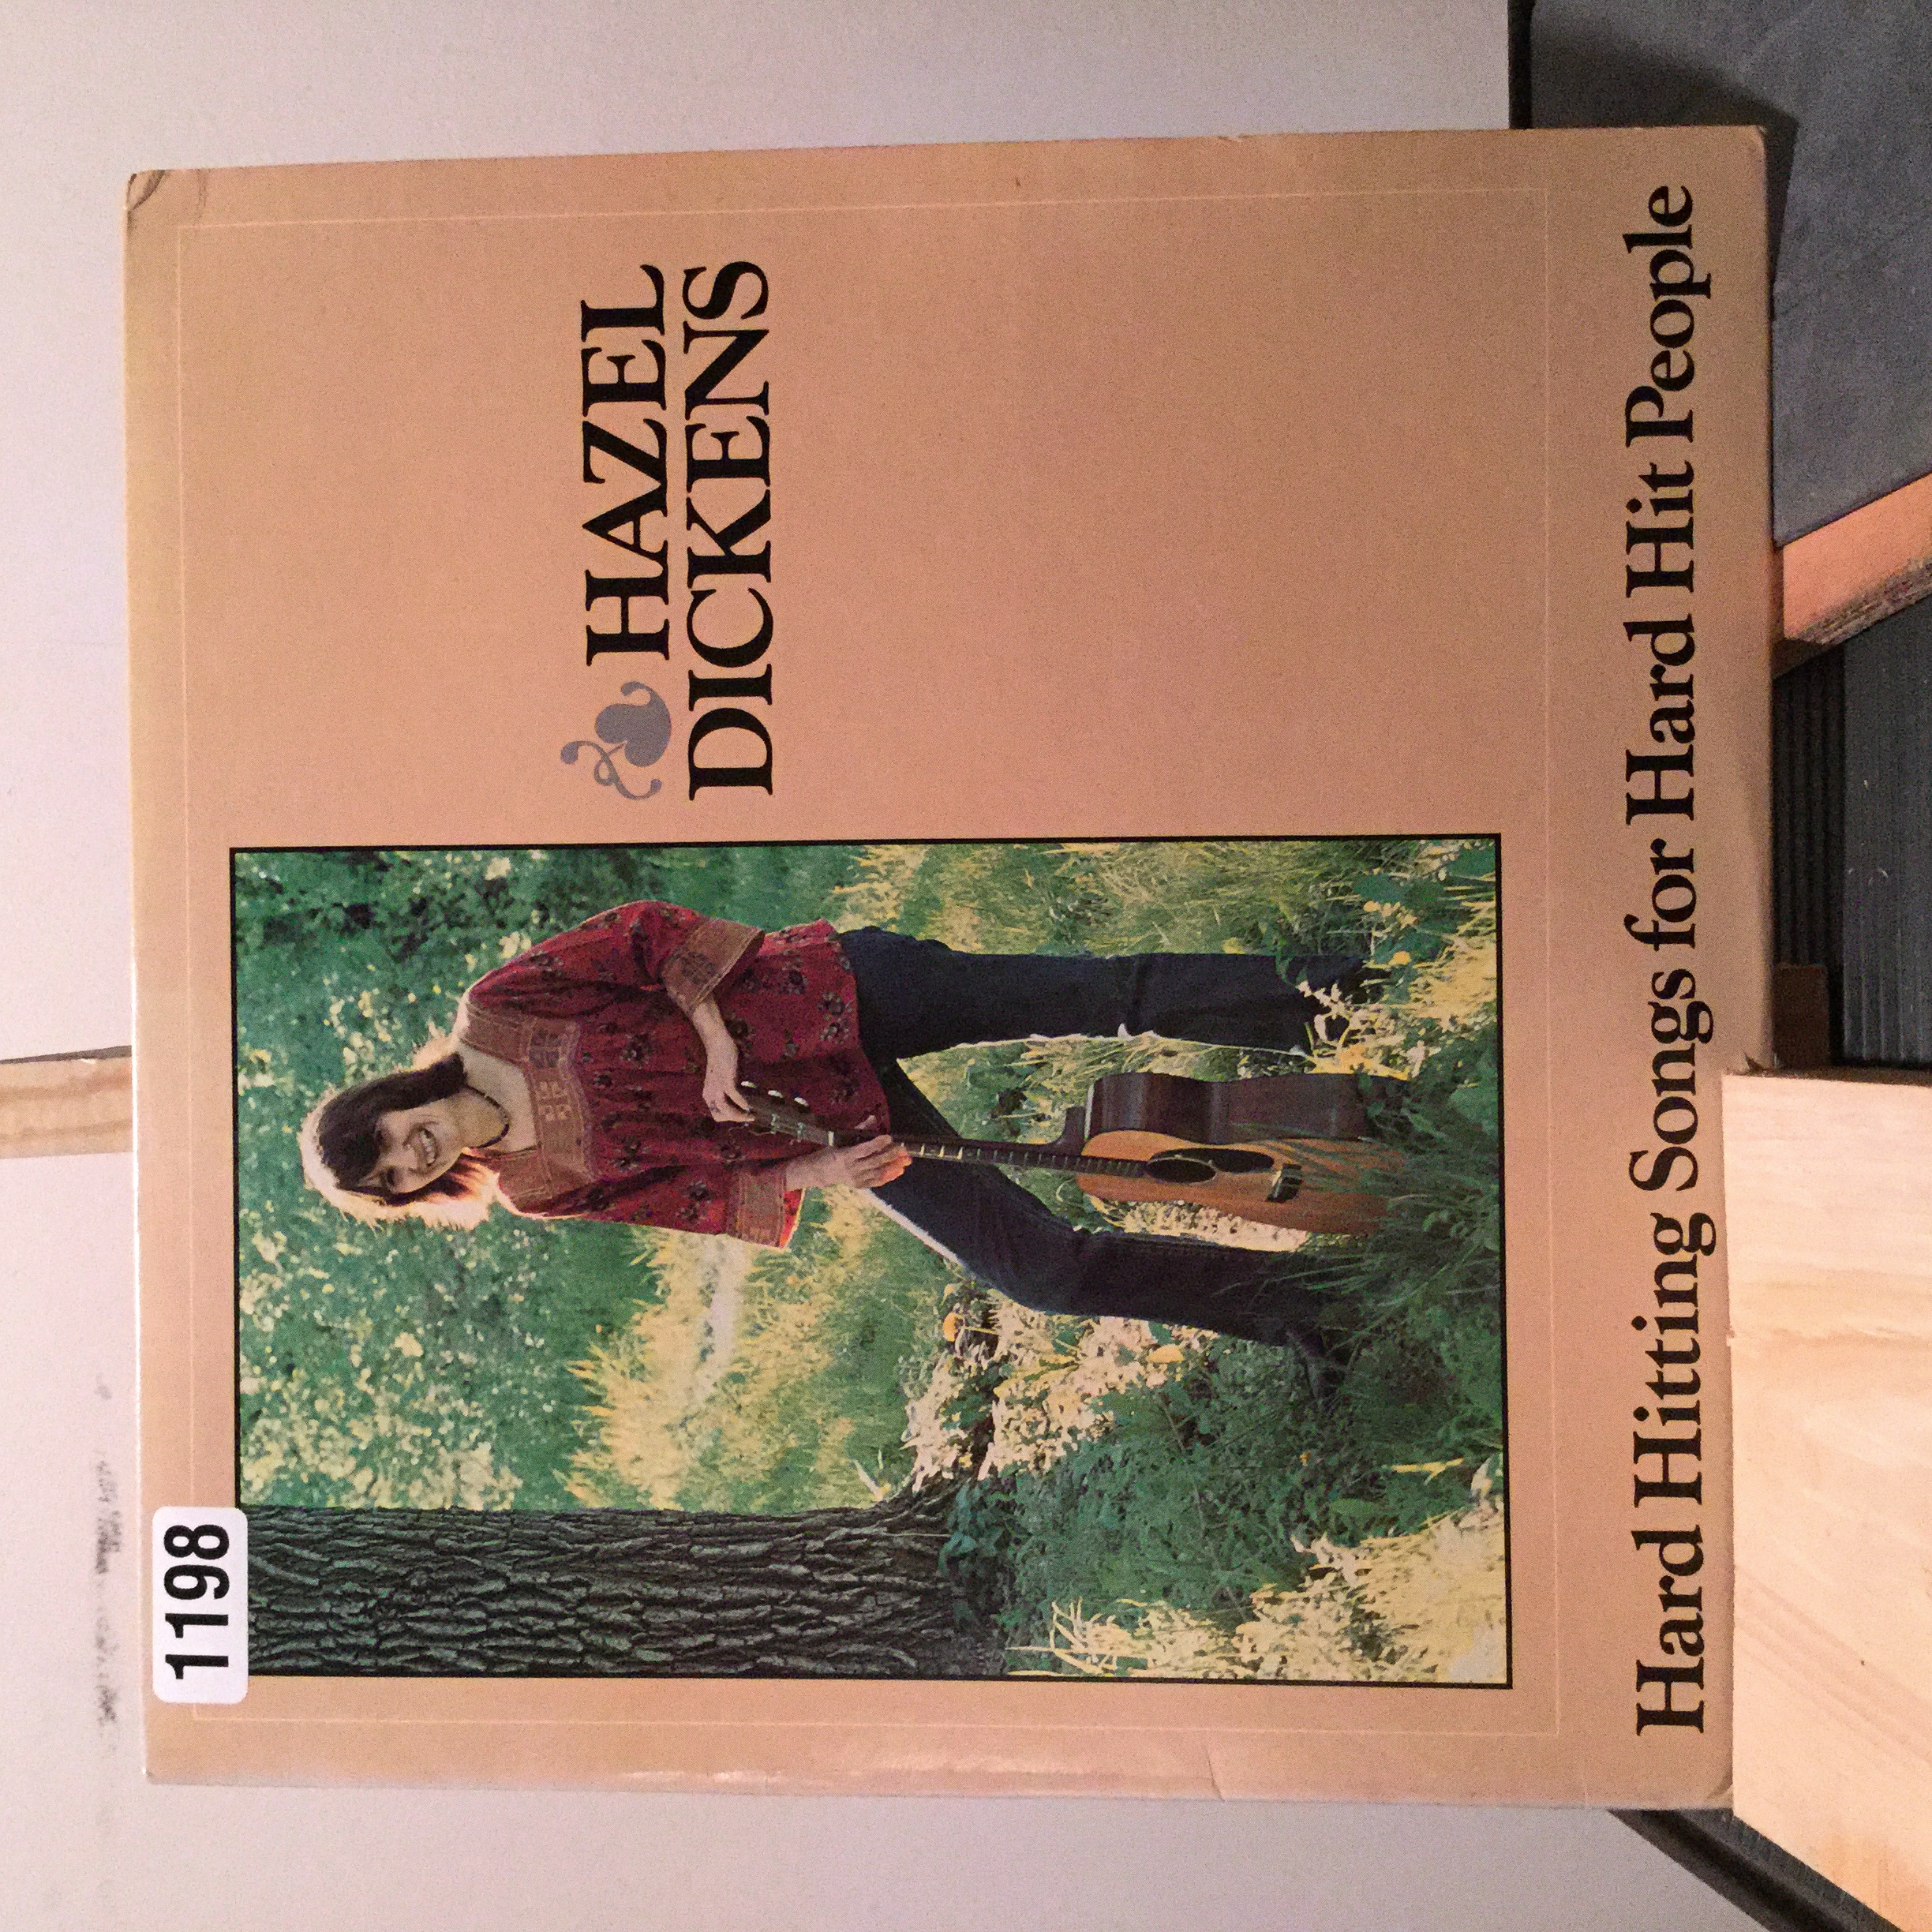 1198
HAZEL
DICKENS
Hard Hitting Songs for Hard Hit People